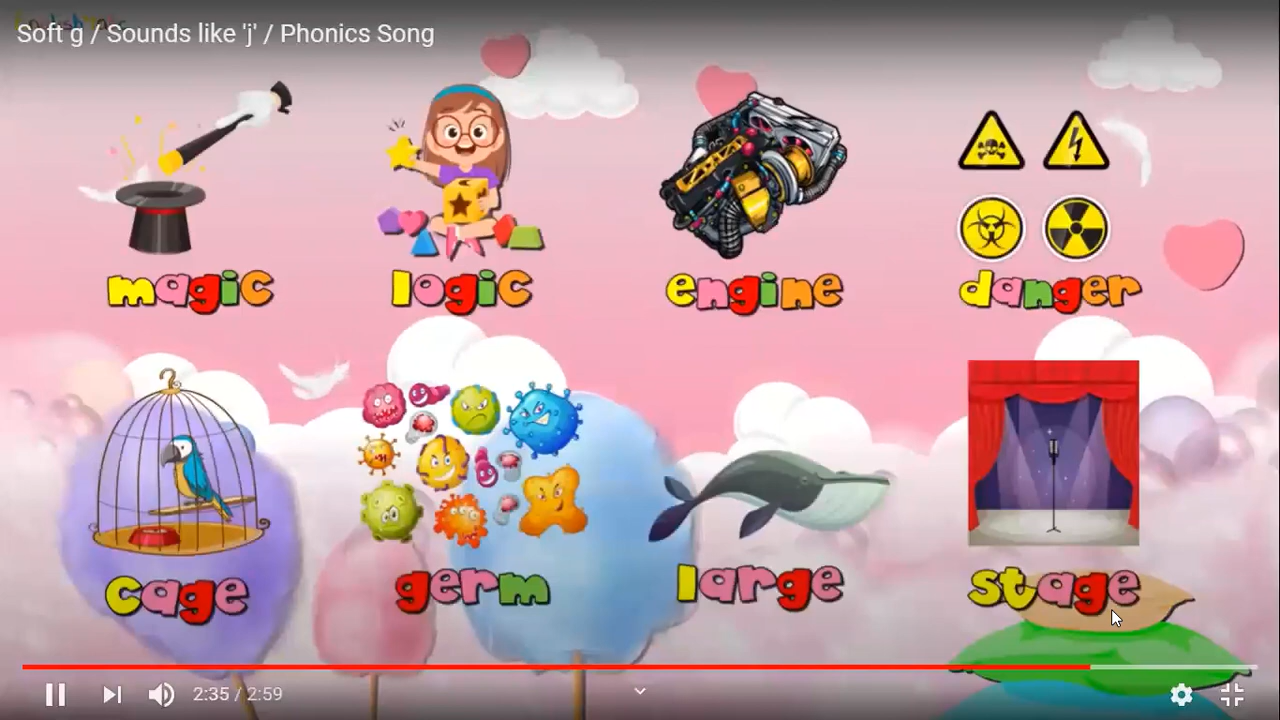 Soft g / Sounds like 'j' / Phonics Song
magic logic engine danger
cage germ large stage
2:35 / 2:59